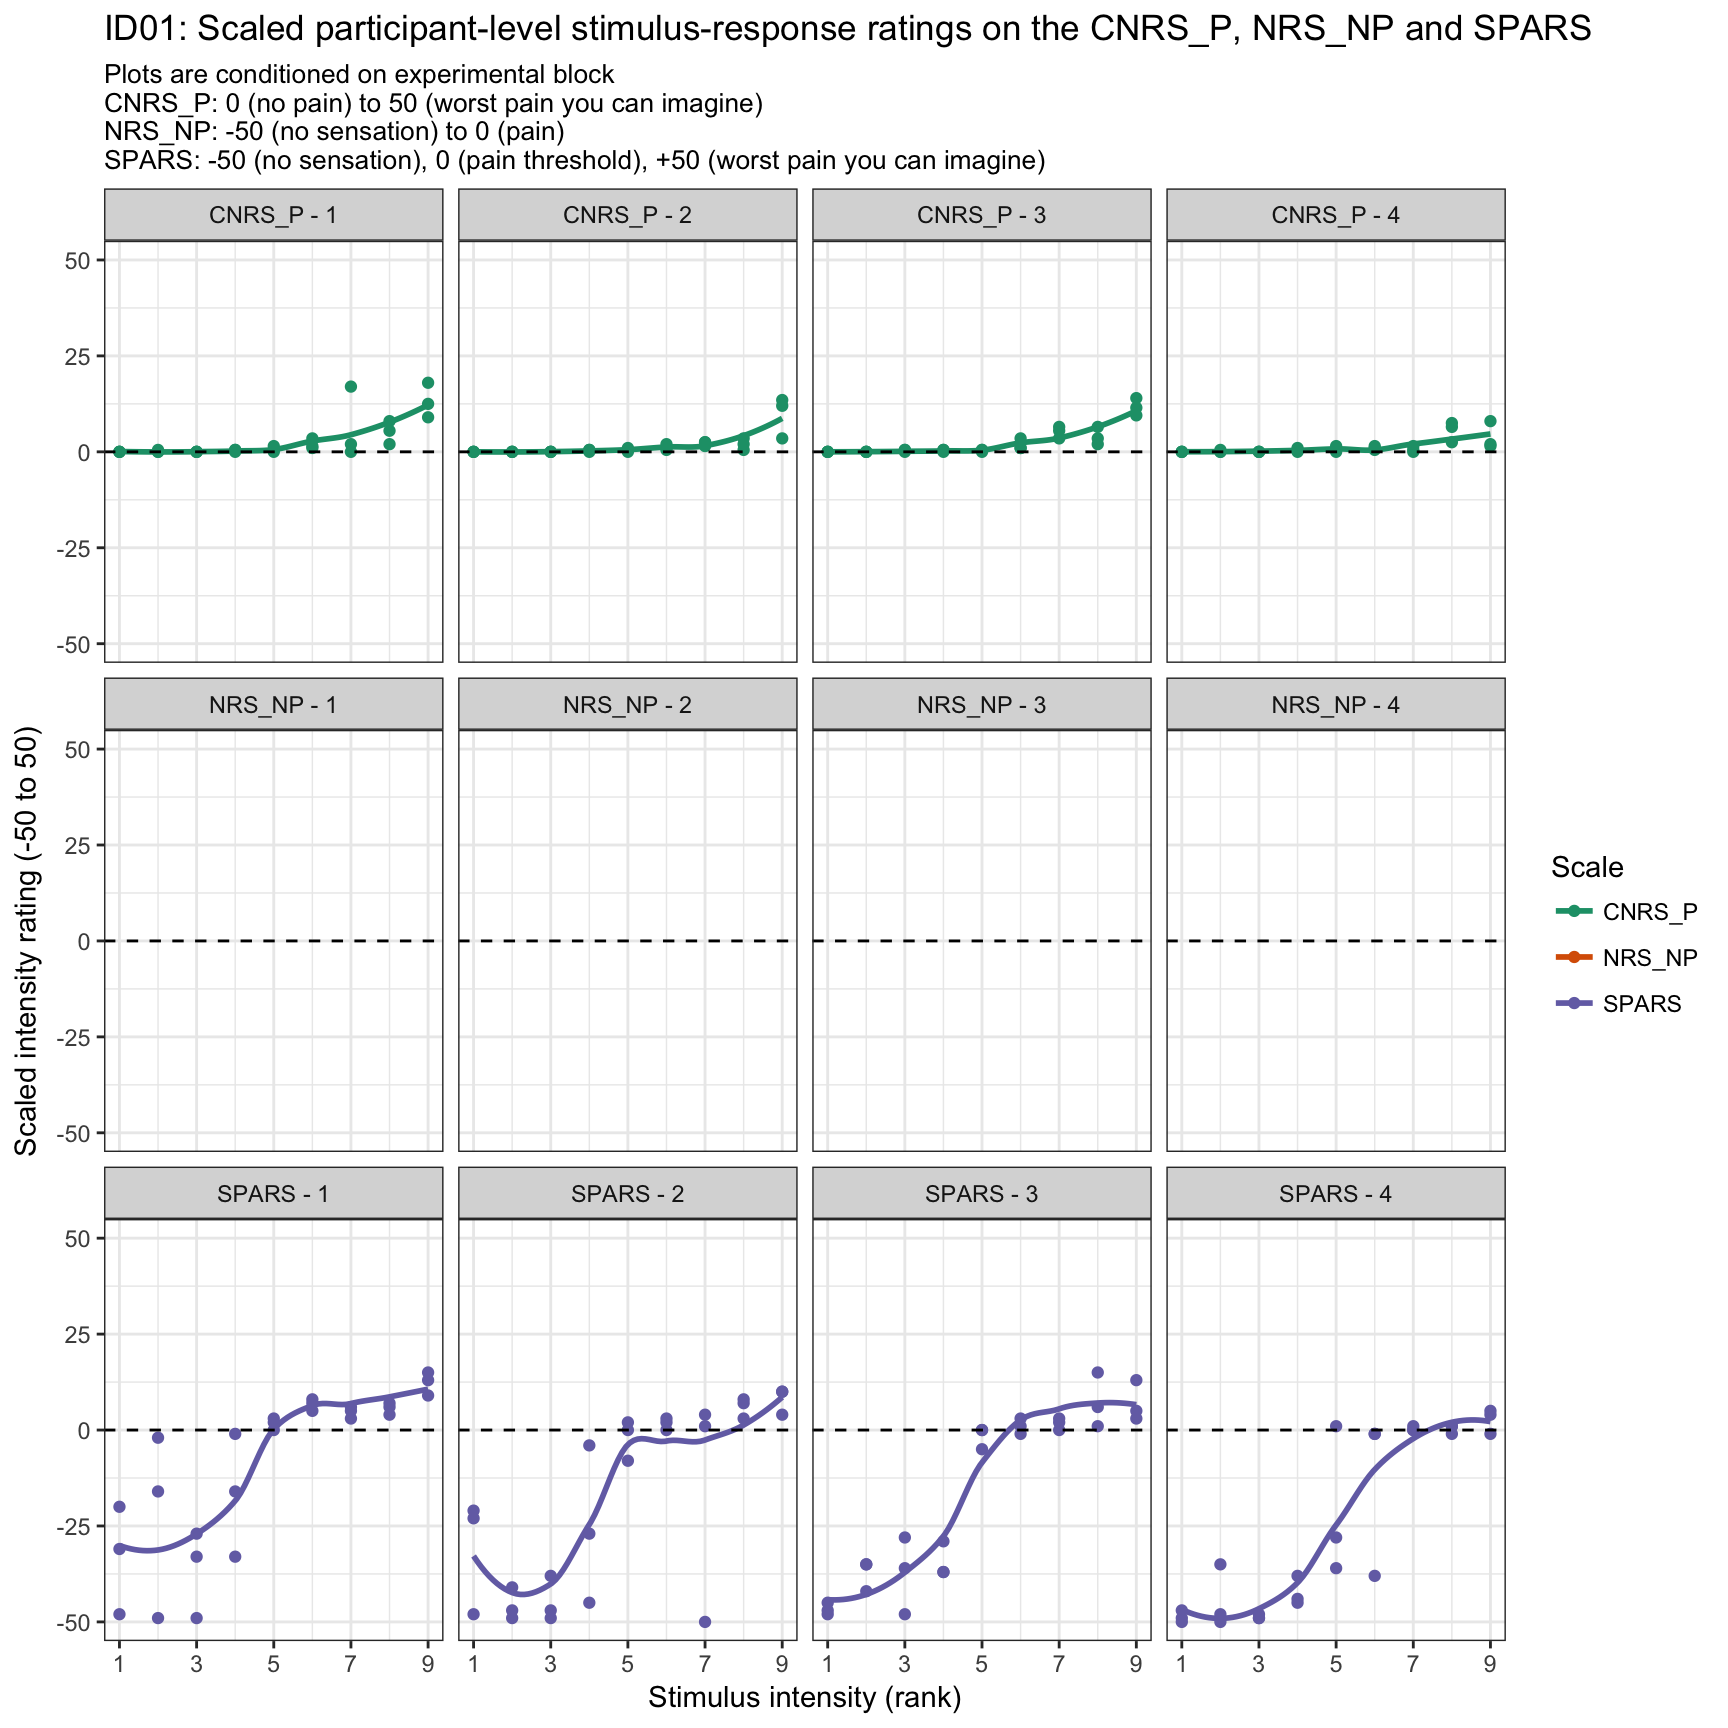 ID01: Scaled participant-level stimulus-response ratings on the CNRS_P, NRS_NP and SPARS
Plots are conditioned on experimental block
CNRS_P: 0 (no pain) to 50 (worst pain you can imagine)
NRS_NP: -50 (no sensation) to 0 (pain)
SPARS: -50 (no sensation), 0 (pain threshold), +50 (worst pain you can imagine)
CNRS_P - 1
CNRS_P - 2
CNRS_P - 3
CNRS_P - 4
50
25
0
-25
-50
NRS_NP - 1
NRS_NP - 2
NRS_NP - 3
NRS_NP - 4
50
25
0
-25
-50
SPARS - 1
SPARS - 2
SPARS - 3
SPARS - 4
50
25
0
-25
-50
1 3 5 7 9
1 3 5 7 9
1 3 5 7 9
1 3 5 7 9
Stimulus intensity (rank)
Scaled intensity rating (-50 to 50)
Scale
CNRS_P
NRS_NP
SPARS